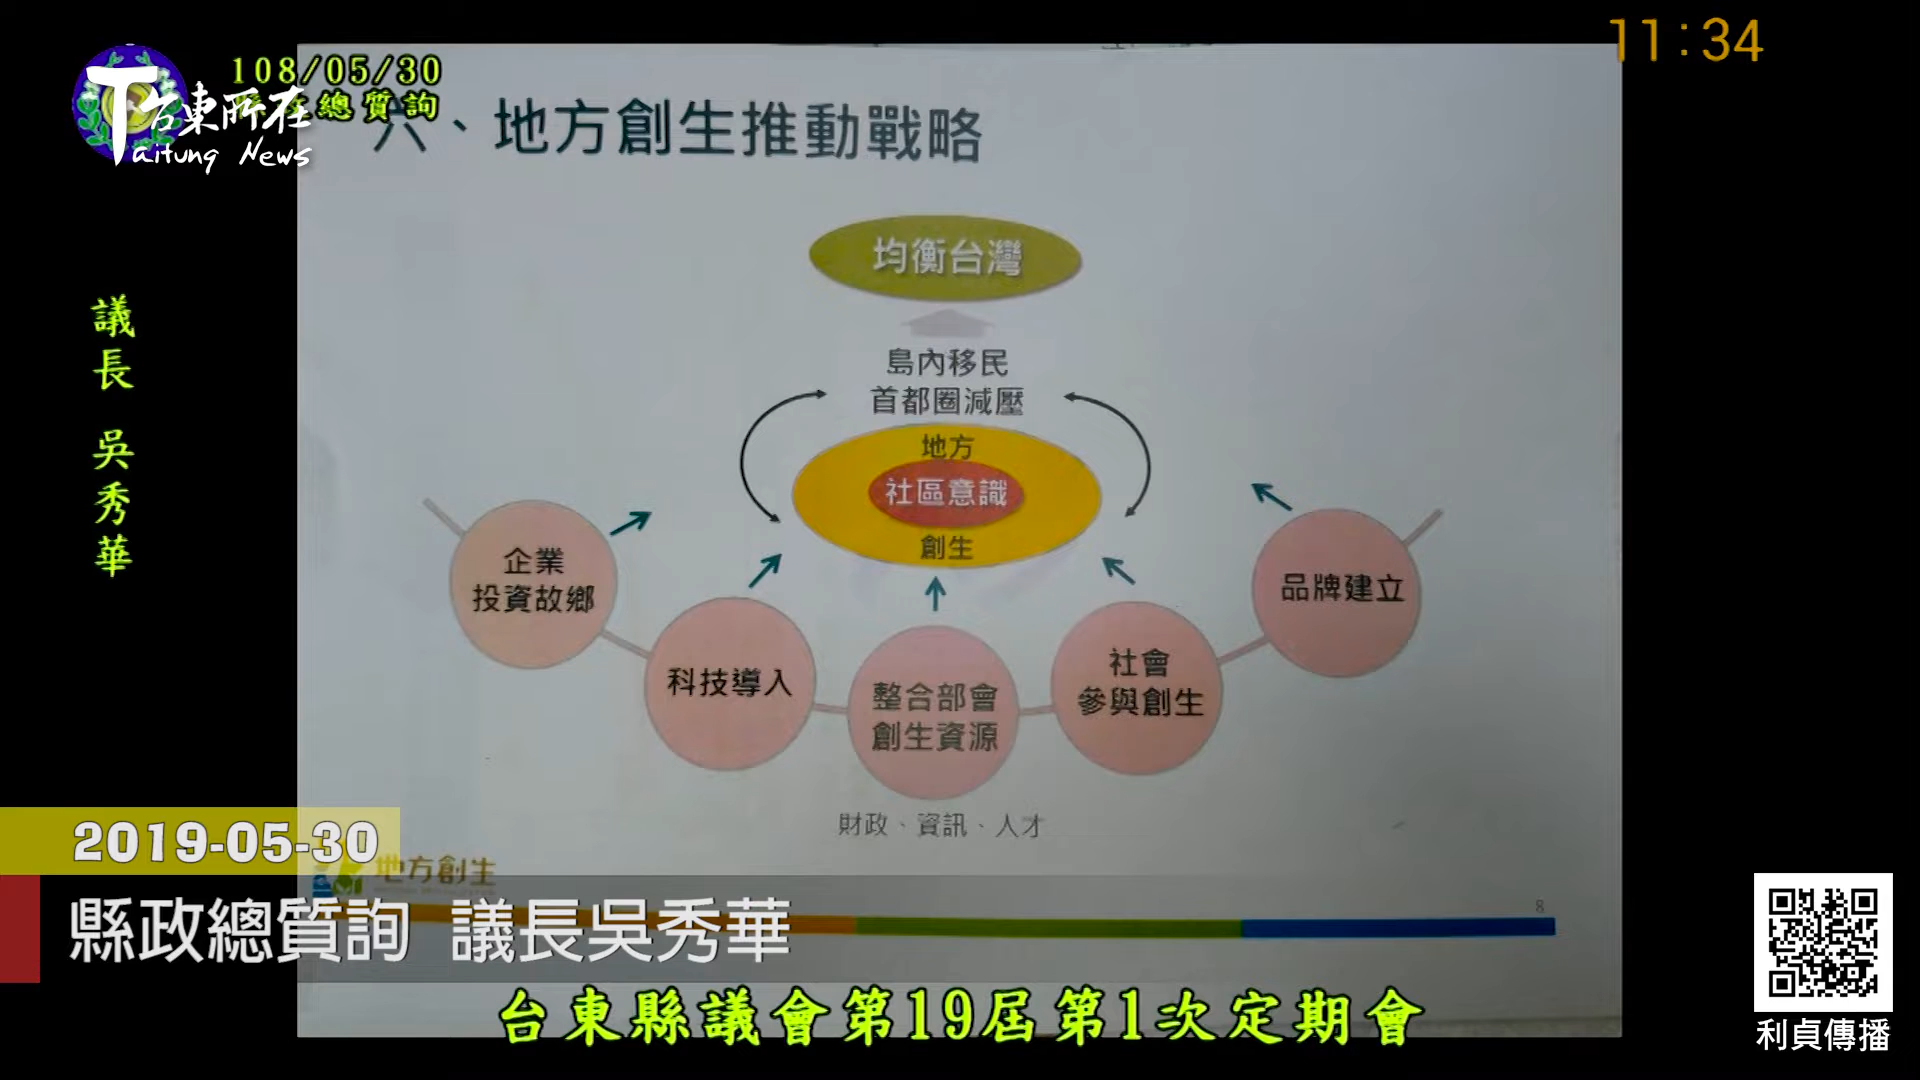 11:34
108/05/30
總質詢
台東所在
Taitung News
六、地方創生推動戰略
議長 吳秀華
均衡台灣
島內移民
首都圈減壓
地方
社區意識
創生
企業
投資故鄉
科技導入
整合部會
創生資源
社會
參與創生
品牌建立
財政、資訊、人才
2019-05-30
地方創生
8
縣政總質詢 議長吳秀華
台東縣議會第19屆第1次定期會
利貞傳播